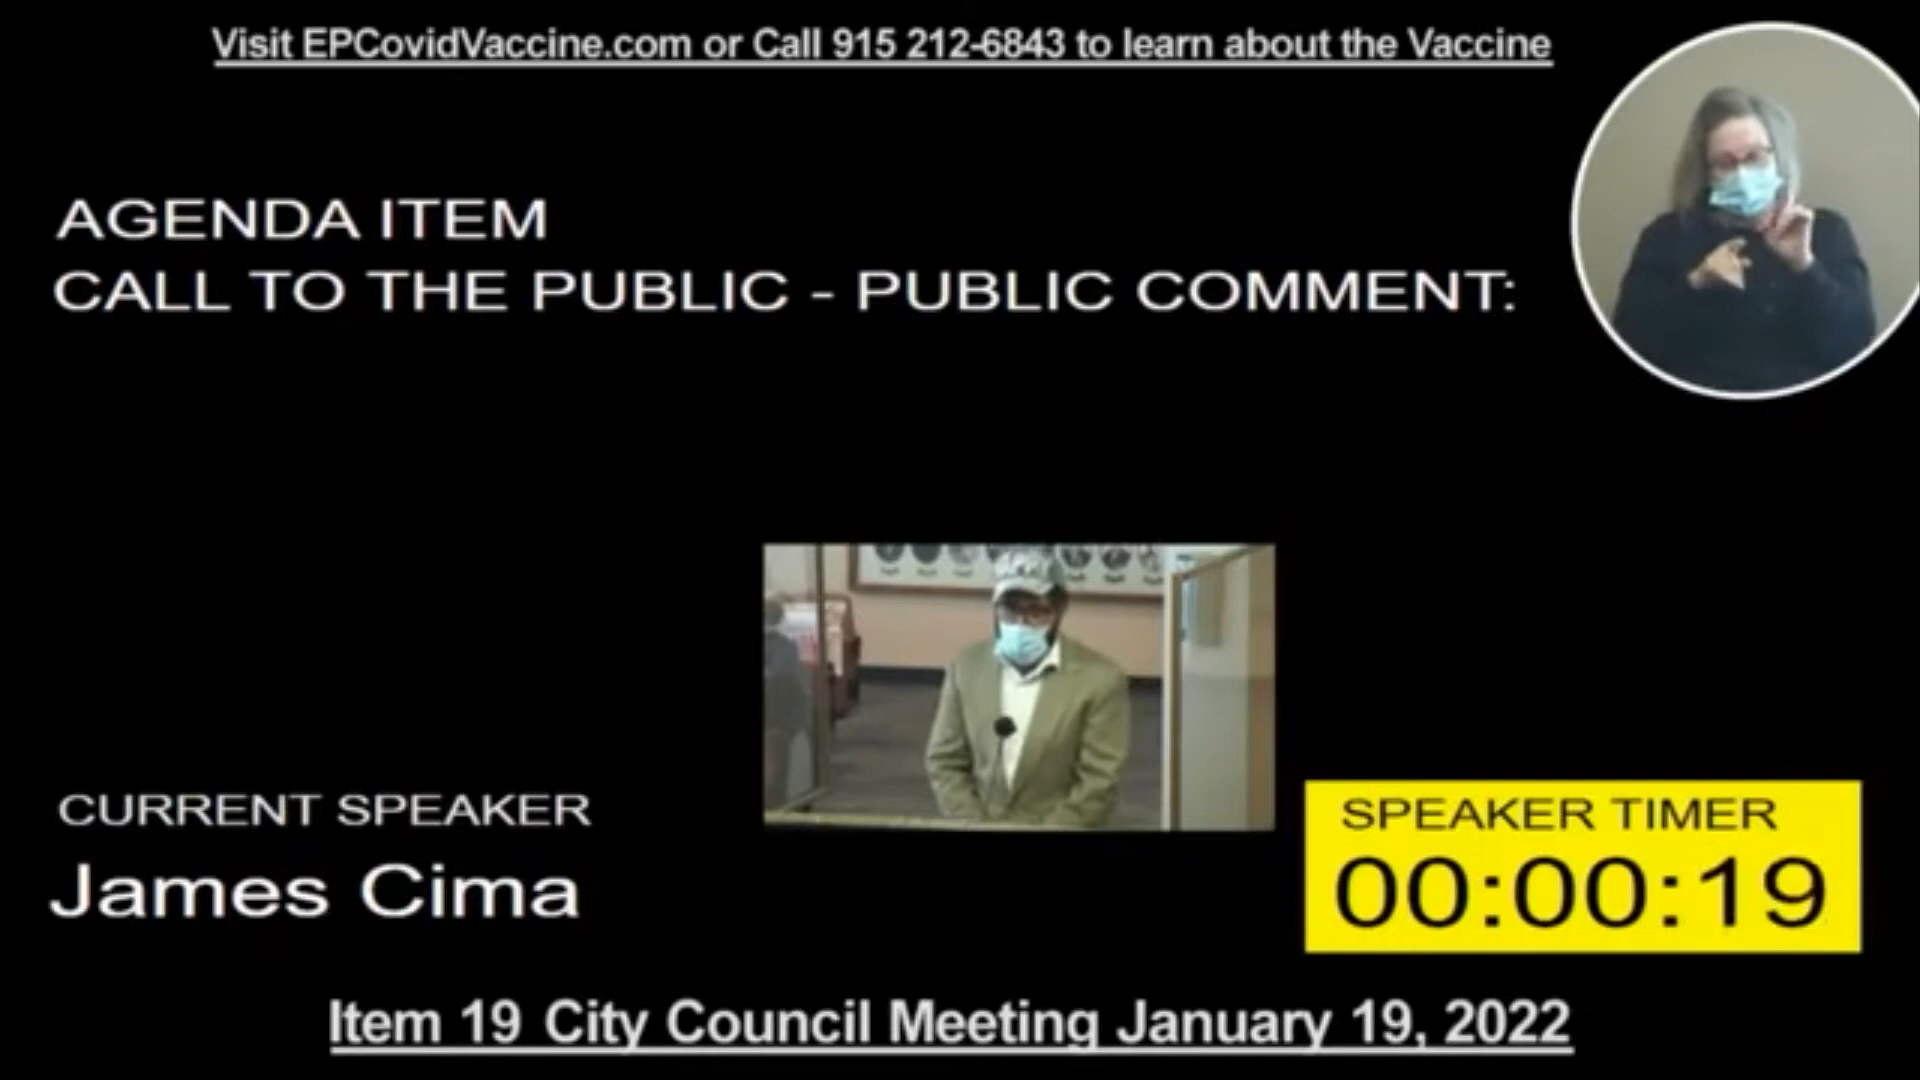 Visit EPCovidVaccine.com or Call 915 212-6843 to learn about the Vaccine
AGENDA ITEM
CALL TO THE PUBLIC - PUBLIC COMMENT:
CURRENT SPEAKER
James Cima
SPEAKER TIMER
00:00:19
Item 19 City Council Meeting January 19, 2022